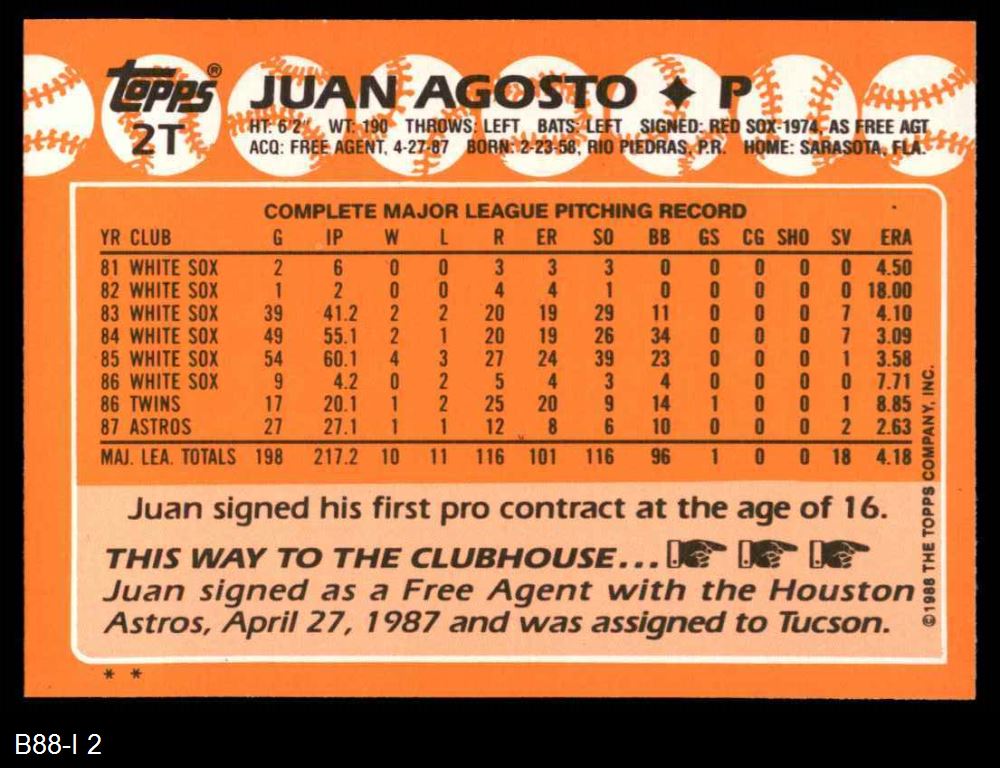 topps® JUAN AGOSTO ♦ P
2T
HT: 6'2" WT: 190 THROWS: LEFT BATS: LEFT SIGNED: RED SOX-1974, AS FREE AGT
ACQ: FREE AGENT, 4-27-87 BORN: 2-23-58, RIO PIEDRAS, P.R. HOME: SARASOTA, FLA.
COMPLETE MAJOR LEAGUE PITCHING RECORD
YR CLUB G IP W L R ER SO BB GS CG SHO SV ERA
81 WHITE SOX 2 6 0 0 3 3 3 0 0 0 0 0 4.50
82 WHITE SOX 1 2 0 0 4 4 1 0 0 0 0 0 18.00
83 WHITE SOX 39 41.2 2 2 20 19 29 11 0 0 0 7 4.10
84 WHITE SOX 49 55.1 2 1 20 19 26 34 0 0 0 7 3.09
85 WHITE SOX 54 60.1 4 3 27 24 39 23 0 0 0 1 3.58
86 WHITE SOX 9 4.2 0 2 5 4 3 4 0 0 0 0 7.71
86 TWINS 17 20.1 1 2 25 20 9 14 1 0 0 1 8.85
87 ASTROS 27 27.1 1 1 12 8 6 10 0 0 0 2 2.63
MAJ. LEA. TOTALS 198 217.2 10 11 116 101 116 96 1 0 0 18 4.18
Juan signed his first pro contract at the age of 16.
THIS WAY TO THE CLUBHOUSE...
Juan signed as a Free Agent with the Houston
Astros, April 27, 1987 and was assigned to Tucson.
©1988 THE TOPPS COMPANY, INC.
* *
B88-I 2